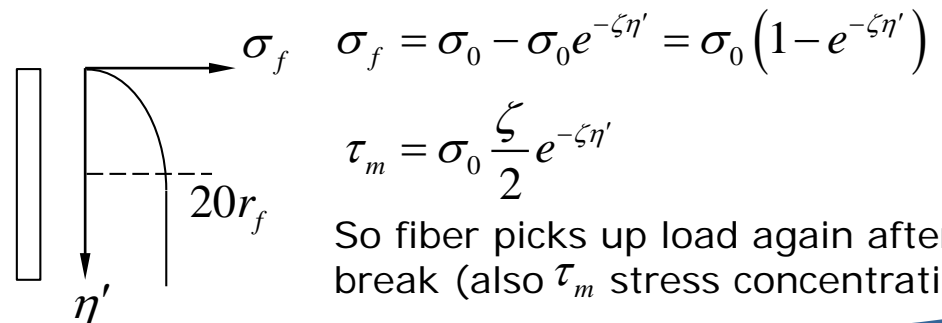 σ_f
σ_f = σ_0 − σ_0 e^{−ζη′} = σ_0 (1 − e^{−ζη′})
τ_m = σ_0 \frac{ζ}{2} e^{−ζη′}
20r_f
So fiber picks up load again after
break (also τ_m stress concentrati
η′